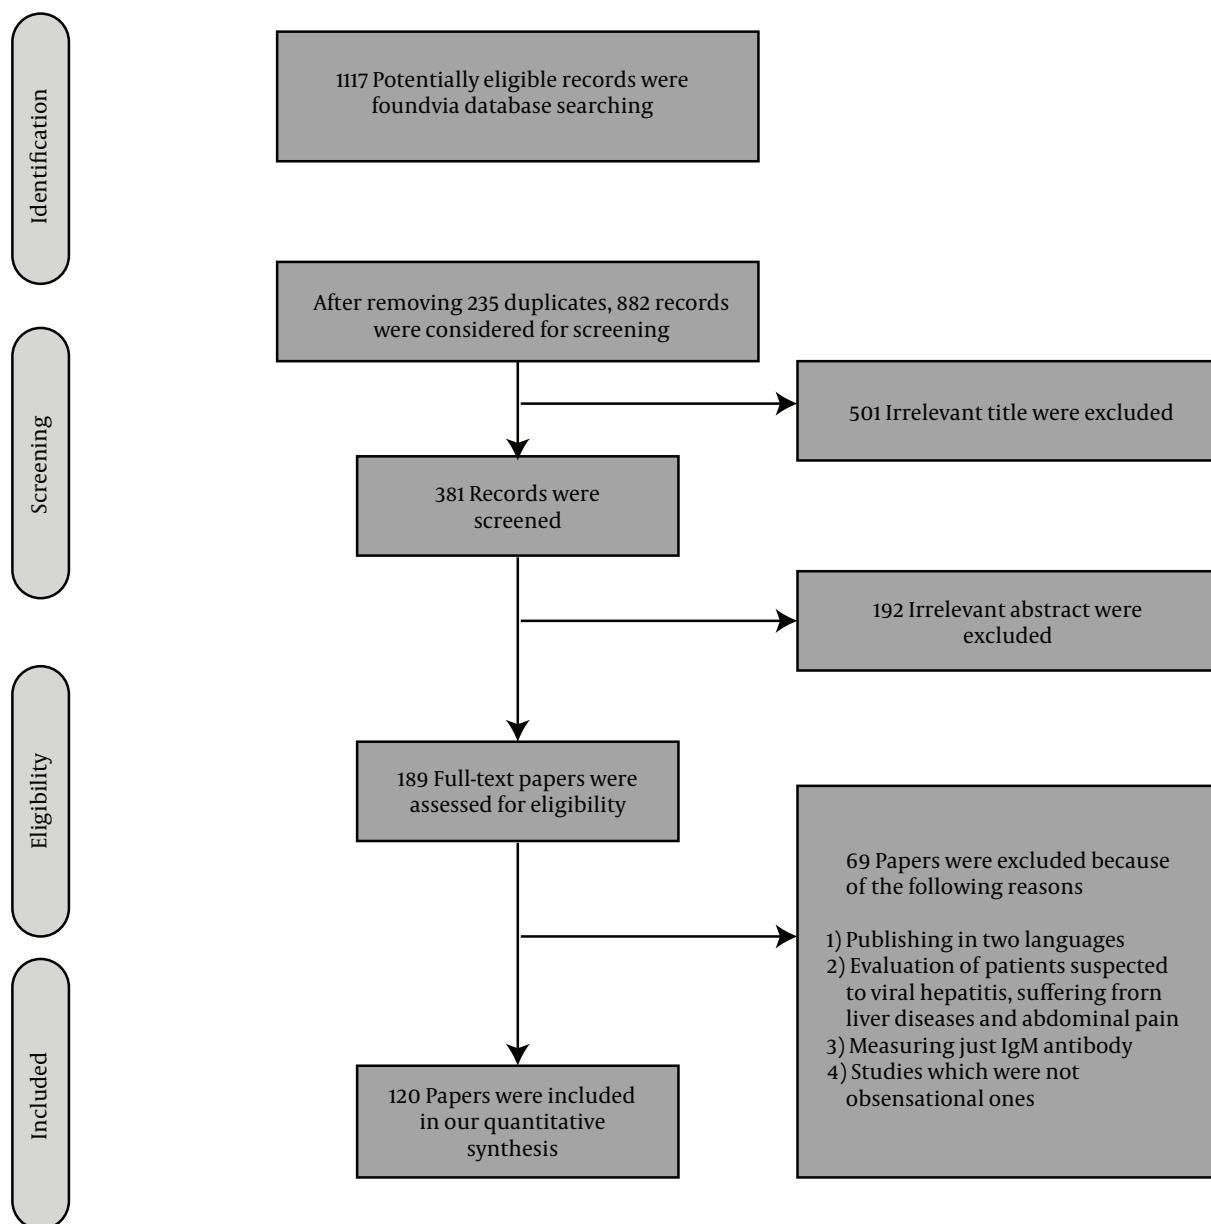 Identification
1117 Potentially eligible records were
foundvia database searching
After removing 235 duplicates, 882 records
were considered for screening
Screening
501 Irrelevant title were excluded
381 Records were
screened
192 Irrelevant abstract were
excluded
Eligibility
189 Full-text papers were
assessed for eligibility
69 Papers were excluded because
of the following reasons
1) Publishing in two languages
2) Evaluation of patients suspected
to viral hepatitis, suffering frorn
liver diseases and abdominal pain
3) Measuring just IgM antibody
4) Studies which were not
obsensational ones
Included
120 Papers were included
in our quantitative
synthesis